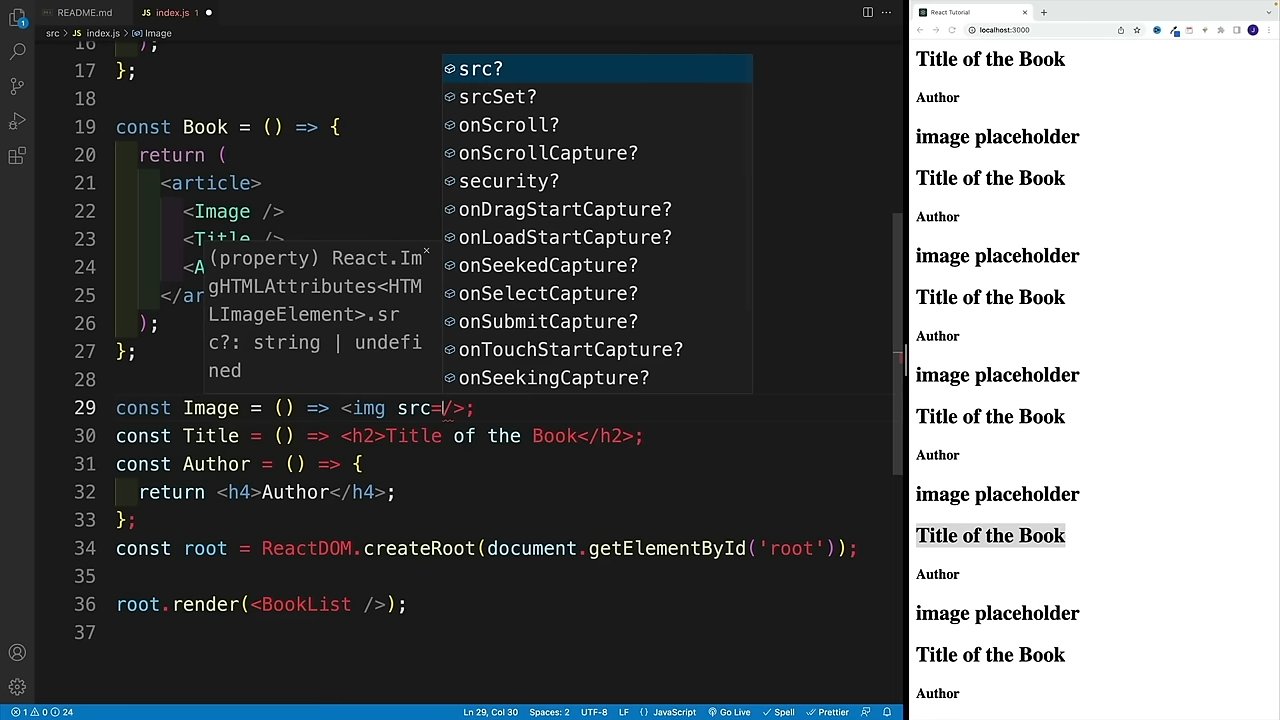 README.md
index.js 1
src > index.js > Image
1
16 );
17 };
18
19 const Book = () => {
20 return (
21 <article>
22 <Image />
23 <Title />
24 <A
25 </ar
26 );
27 };
28
29 const Image = () => <img src=/>;
30 const Title = () => <h2>Title of the Book</h2>;
31 const Author = () => {
32 return <h4>Author</h4>;
33 };
34 const root = ReactDOM.createRoot(document.getElementById('root'));
35
36 root.render(<BookList />);
37
(property) React.Im
gHTMLAttributes<HTM
LImageElement>.sr
c?: string | undefi
ned
src?
srcSet?
onScroll?
onScrollCapture?
security?
onDragStartCapture?
onLoadStartCapture?
onSeekedCapture?
onSelectCapture?
onSubmitCapture?
onTouchStartCapture?
onSeekingCapture?
1 0 24
Ln 29, Col 30 Spaces: 2 UTF-8 LF {} JavaScript Go Live Spell Prettier
React Tutorial
localhost:3000
J
Title of the Book
Author
image placeholder
Title of the Book
Author
image placeholder
Title of the Book
Author
image placeholder
Title of the Book
Author
image placeholder
Title of the Book
Author
image placeholder
Title of the Book
Author